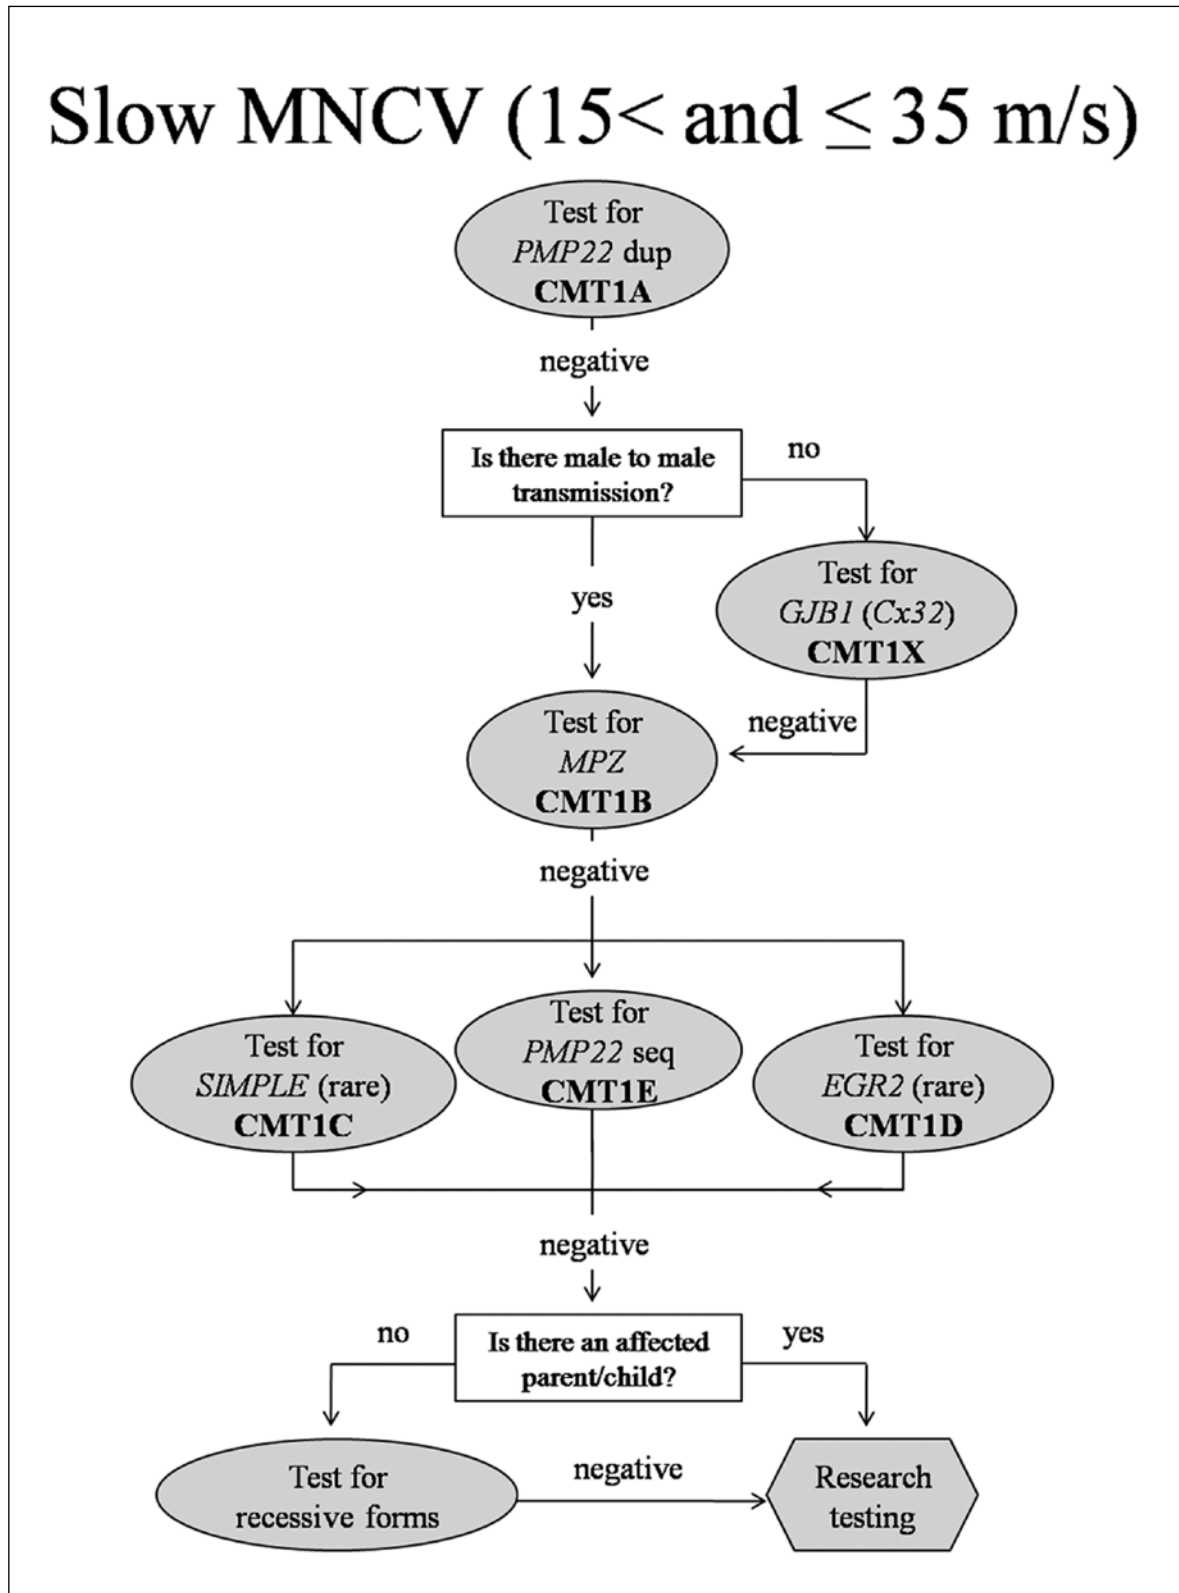 Slow MNCV (15< and ≤ 35 m/s)
Test for
PMP22 dup
CMT1A
negative
Is there male to male
transmission?
no
yes
Test for
GJB1 (Cx32)
CMT1X
negative
Test for
MPZ
CMT1B
negative
Test for
SIMPLE (rare)
CMT1C
Test for
PMP22 seq
CMT1E
Test for
EGR2 (rare)
CMT1D
negative
Is there an affected
parent/child?
no
yes
Test for
recessive forms
negative
Research
testing